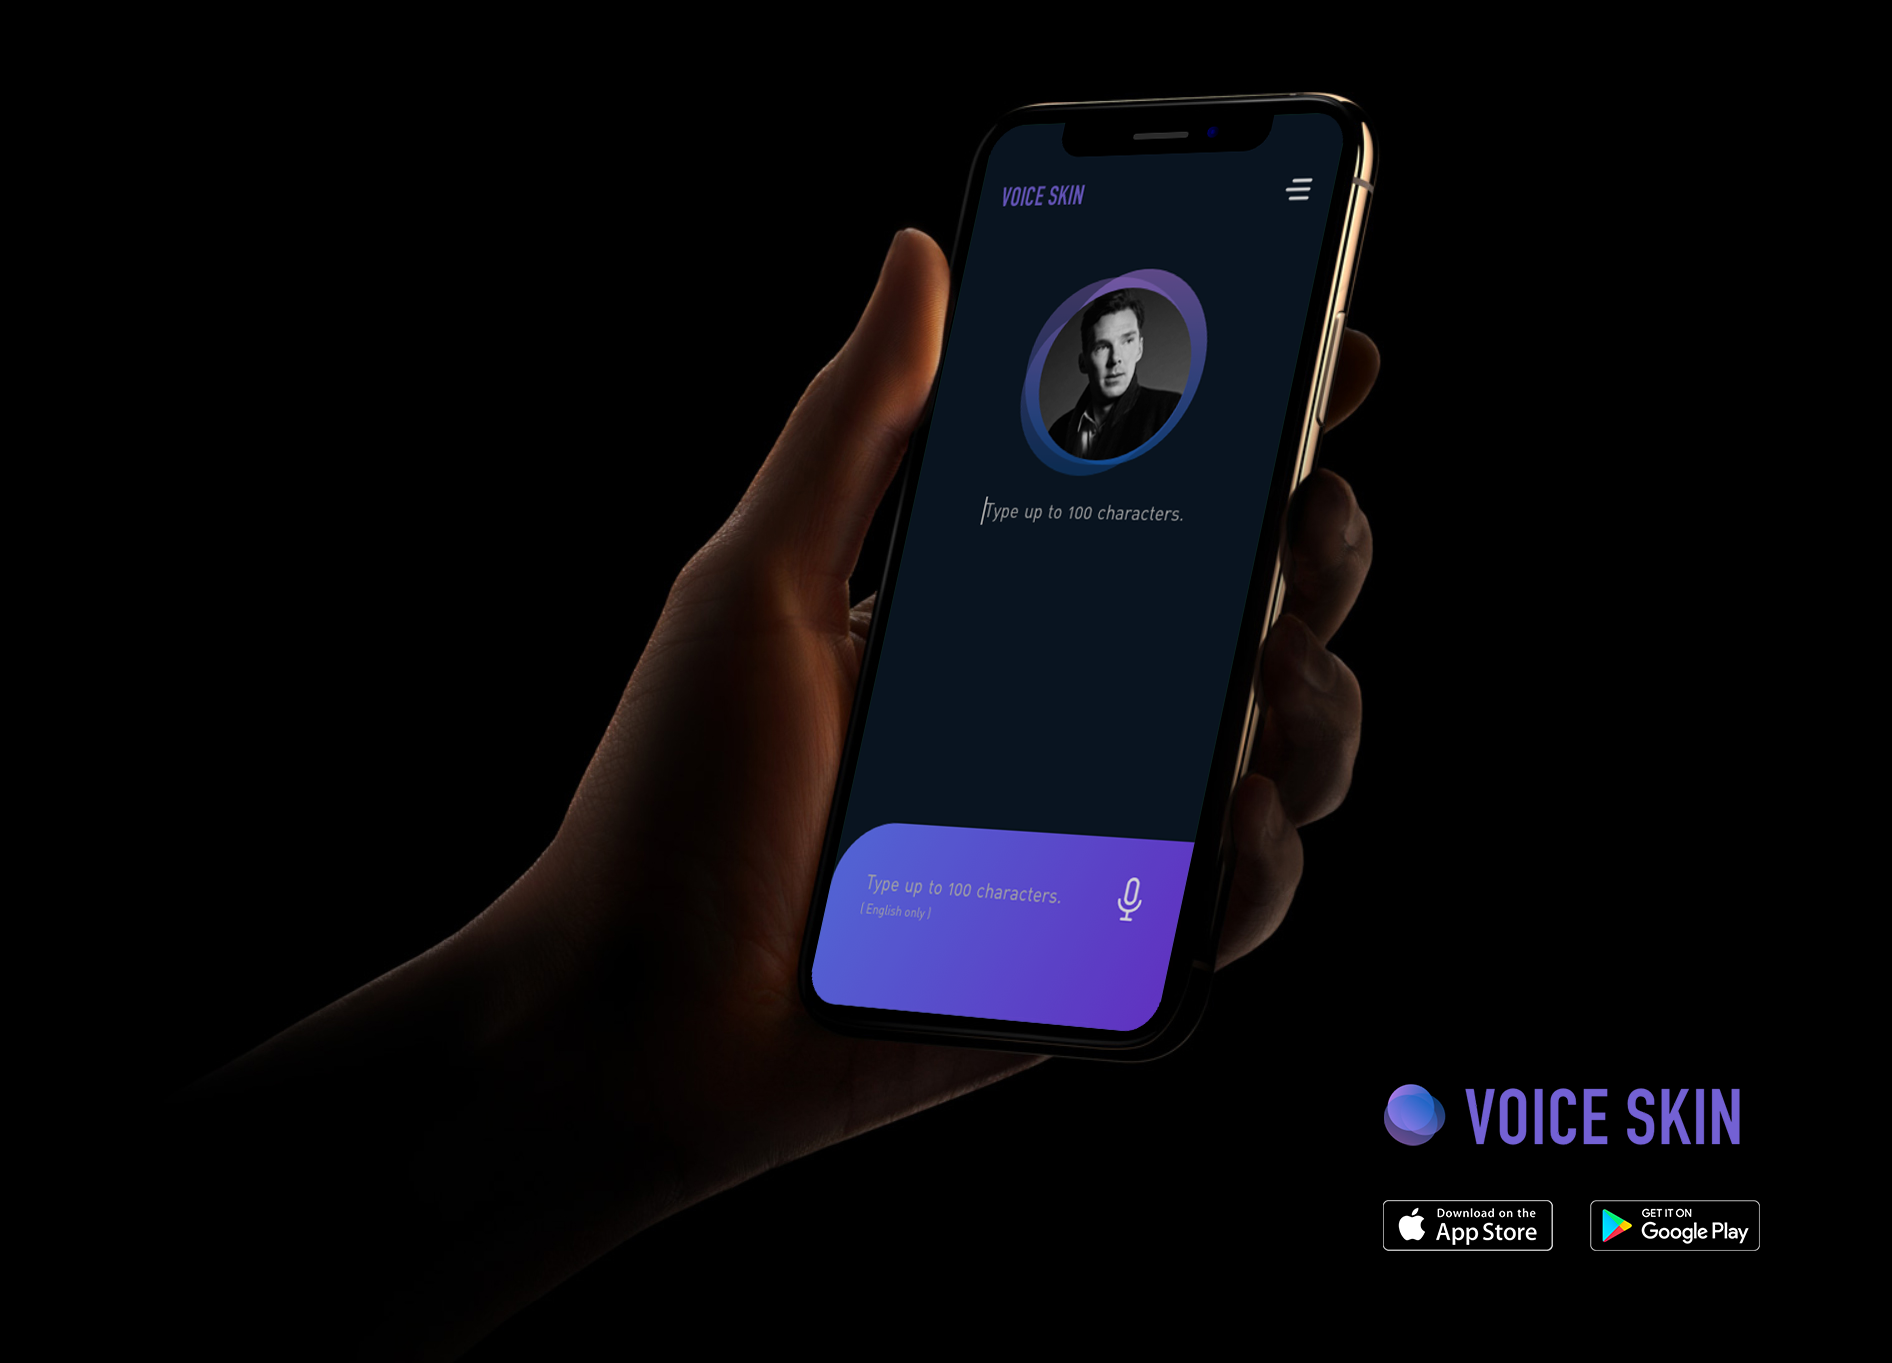 VOICE SKIN
Type up to 100 characters.
Type up to 100 characters.
( English only )
VOICE SKIN
Download on the
App Store
GET IT ON
Google Play